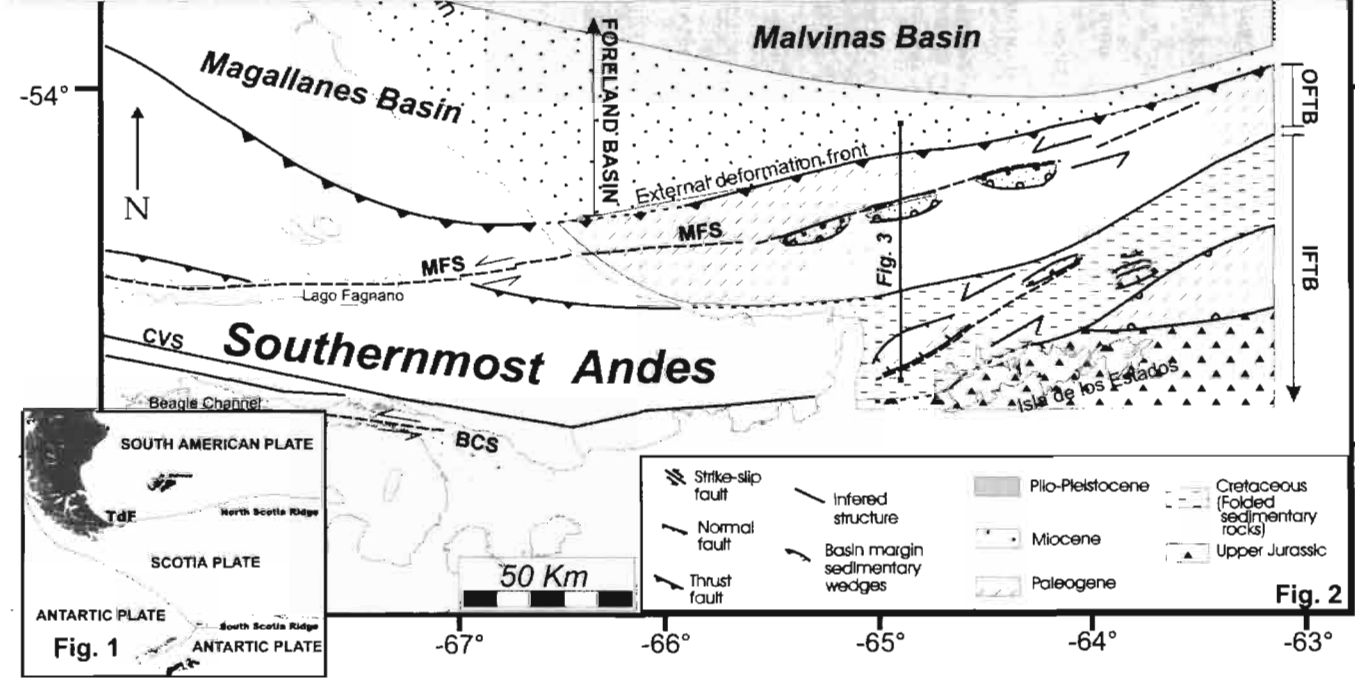 Malvinas Basin
Magallanes Basin
FORELAND BASIN
-54°
OFTB
N
External deformation front
MFS
MFS
Fig. 3
IFTB
Lago Fagnano
CVS
Southernmost Andes
Isla de los Estados
Beagle Channel
BCS
SOUTH AMERICAN PLATE
TdF
North Scotia Ridge
SCOTIA PLATE
ANTARTIC PLATE
South Scotia Ridge
Fig. 1
ANTARTIC PLATE
50 Km
Strike-slip
fault
Normal
fault
Thrust
fault
Infered
structure
Basin margin
sedimentary
wedges
Plio-Pleistocene
Miocene
Paleogene
Cretaceous
(Folded
sedimentary
rocks)
Upper Jurassic
Fig. 2
-67°
-66°
-65°
-64°
-63°